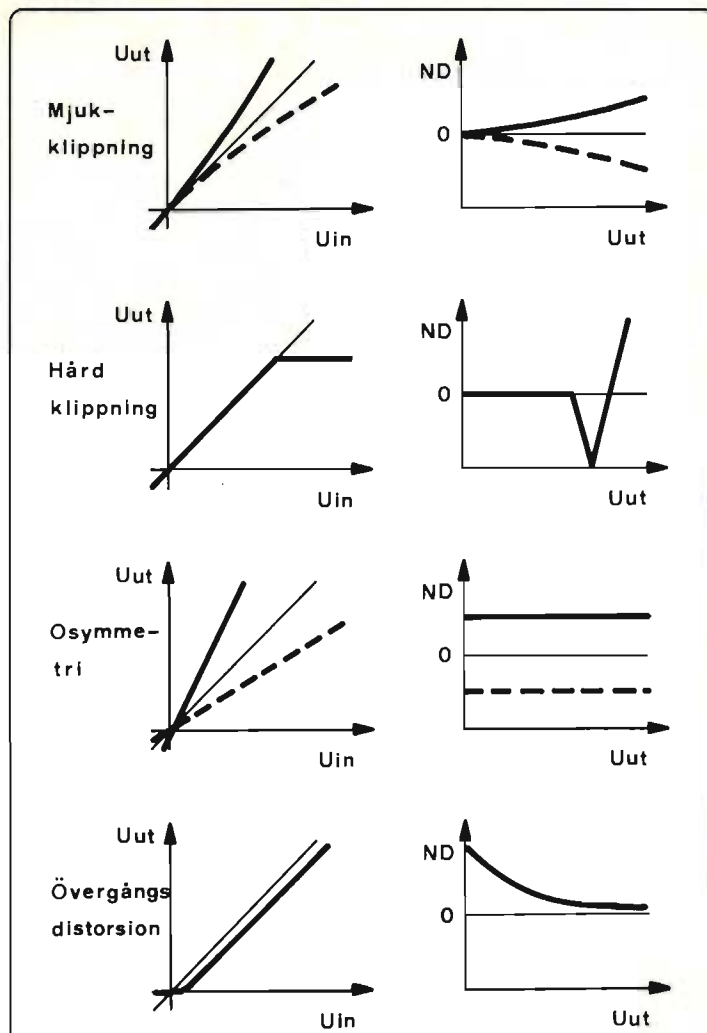 Uut
ND
Mjuk-
klippning
0
Uin
Uut
Uut
ND
Hård
klippning
0
Uin
Uut
Uut
ND
Osymme-
tri
0
Uin
Uut
Uut
ND
Övergångs
distorsion
0
Uin
Uut